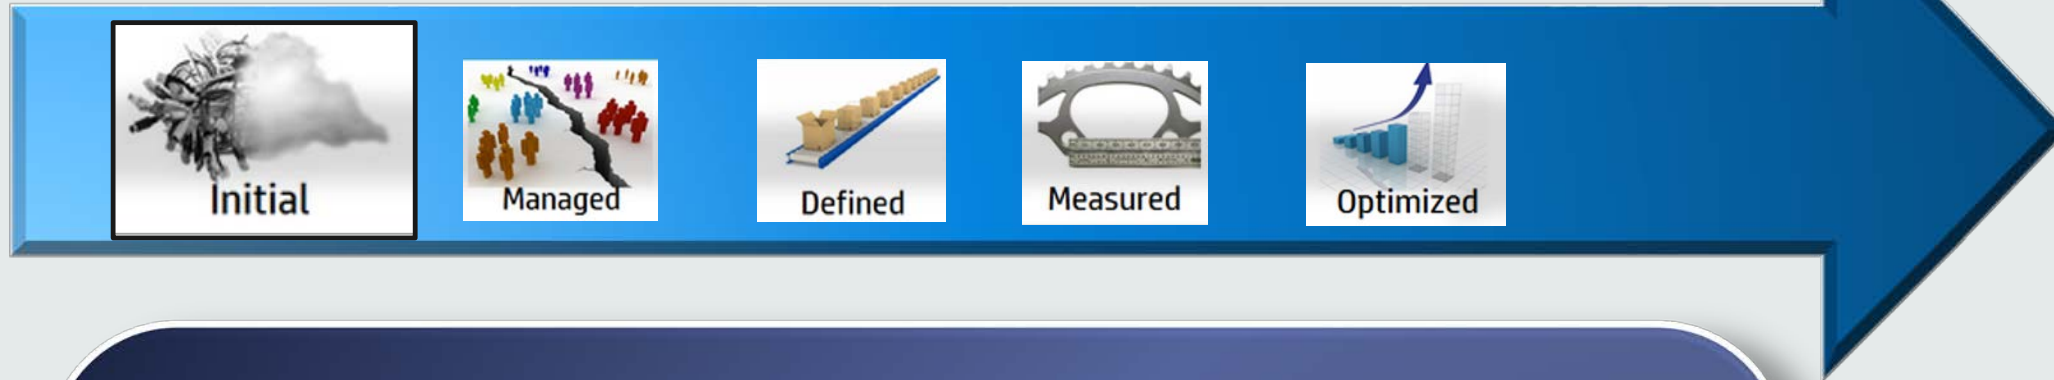 Initial
Managed
Defined
Measured
Optimized